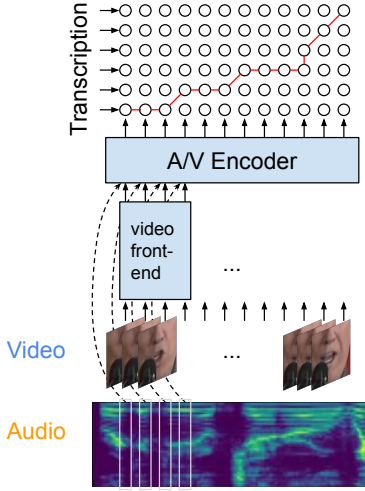 Transcription
A/V Encoder
video
front-
end
...
Video
...
Audio